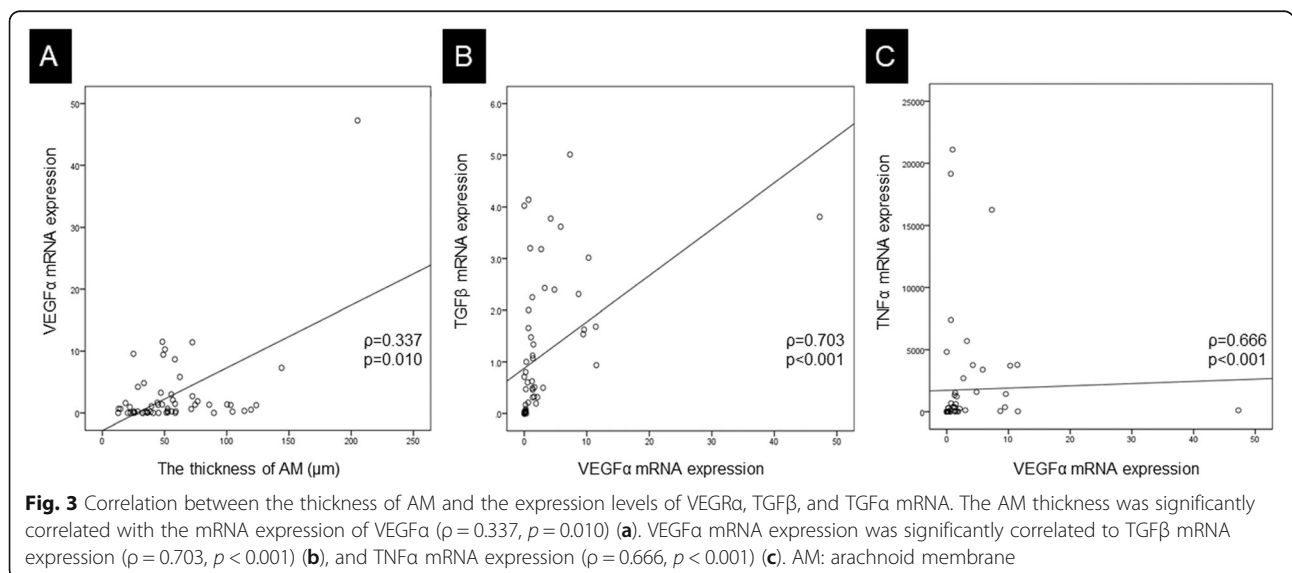 A
VEGFα mRNA expression
50
40
30
20
10
0
0 50 100 150 200 250
The thickness of AM (µm)
ρ=0.337
p=0.010
B
TGFβ mRNA expression
6.0
5.0
4.0
3.0
2.0
1.0
.0
0 10 20 30 40 50
VEGFα mRNA expression
ρ=0.703
p<0.001
C
TNFα mRNA expression
25000
20000
15000
10000
5000
0
0 10 20 30 40 50
VEGFα mRNA expression
ρ=0.666
p<0.001
Fig. 3 Correlation between the thickness of AM and the expression levels of VEGRα, TGFβ, and TGFα mRNA. The AM thickness was significantly
correlated with the mRNA expression of VEGFα (ρ = 0.337, p = 0.010) (a). VEGFα mRNA expression was significantly correlated to TGFβ mRNA
expression (ρ = 0.703, p < 0.001) (b), and TNFα mRNA expression (ρ = 0.666, p < 0.001) (c). AM: arachnoid membrane